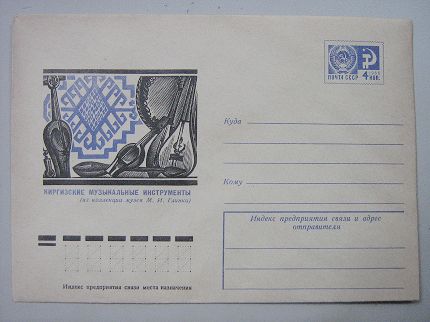 1966
ПОЧТА СССР
4 КОП.
Куда
КИРГИЗСКИЕ МУЗЫКАЛЬНЫЕ ИНСТРУМЕНТЫ
(из коллекции музея М. И. Глинки)
Кому
Индекс предприятия связи и адрес
отправителя
Индекс предприятия связи места назначения